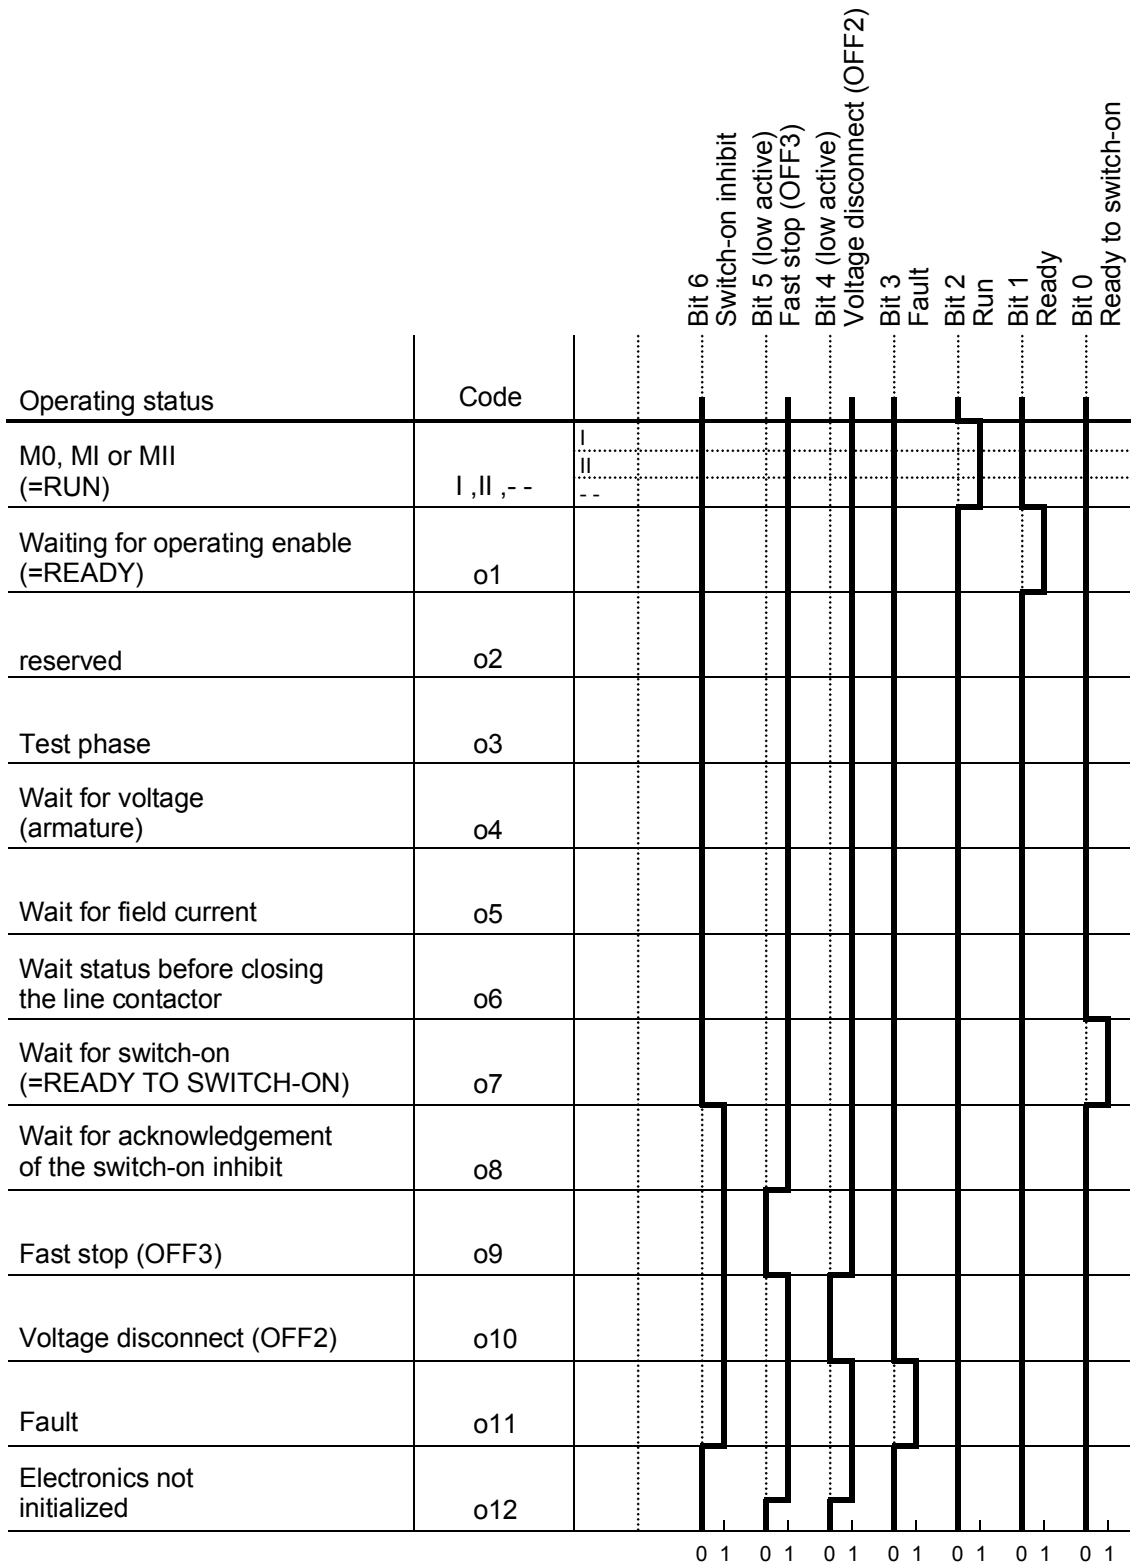 Bit 6
Switch-on inhibit
Bit 5 (low active)
Fast stop (OFF3)
Bit 4 (low active)
Voltage disconnect (OFF2)
Bit 3
Fault
Bit 2
Run
Bit 1
Ready
Bit 0
Ready to switch-on
Operating status Code
M0, MI or MII
(=RUN) I ,II ,- -
I
II
- -
Waiting for operating enable
(=READY) o1
reserved o2
Test phase o3
Wait for voltage
(armature) o4
Wait for field current o5
Wait status before closing
the line contactor o6
Wait for switch-on
(=READY TO SWITCH-ON) o7
Wait for acknowledgement
of the switch-on inhibit o8
Fast stop (OFF3) o9
Voltage disconnect (OFF2) o10
Fault o11
Electronics not
initialized o12
0 1 0 1 0 1 0 1 0 1 0 1 0 1